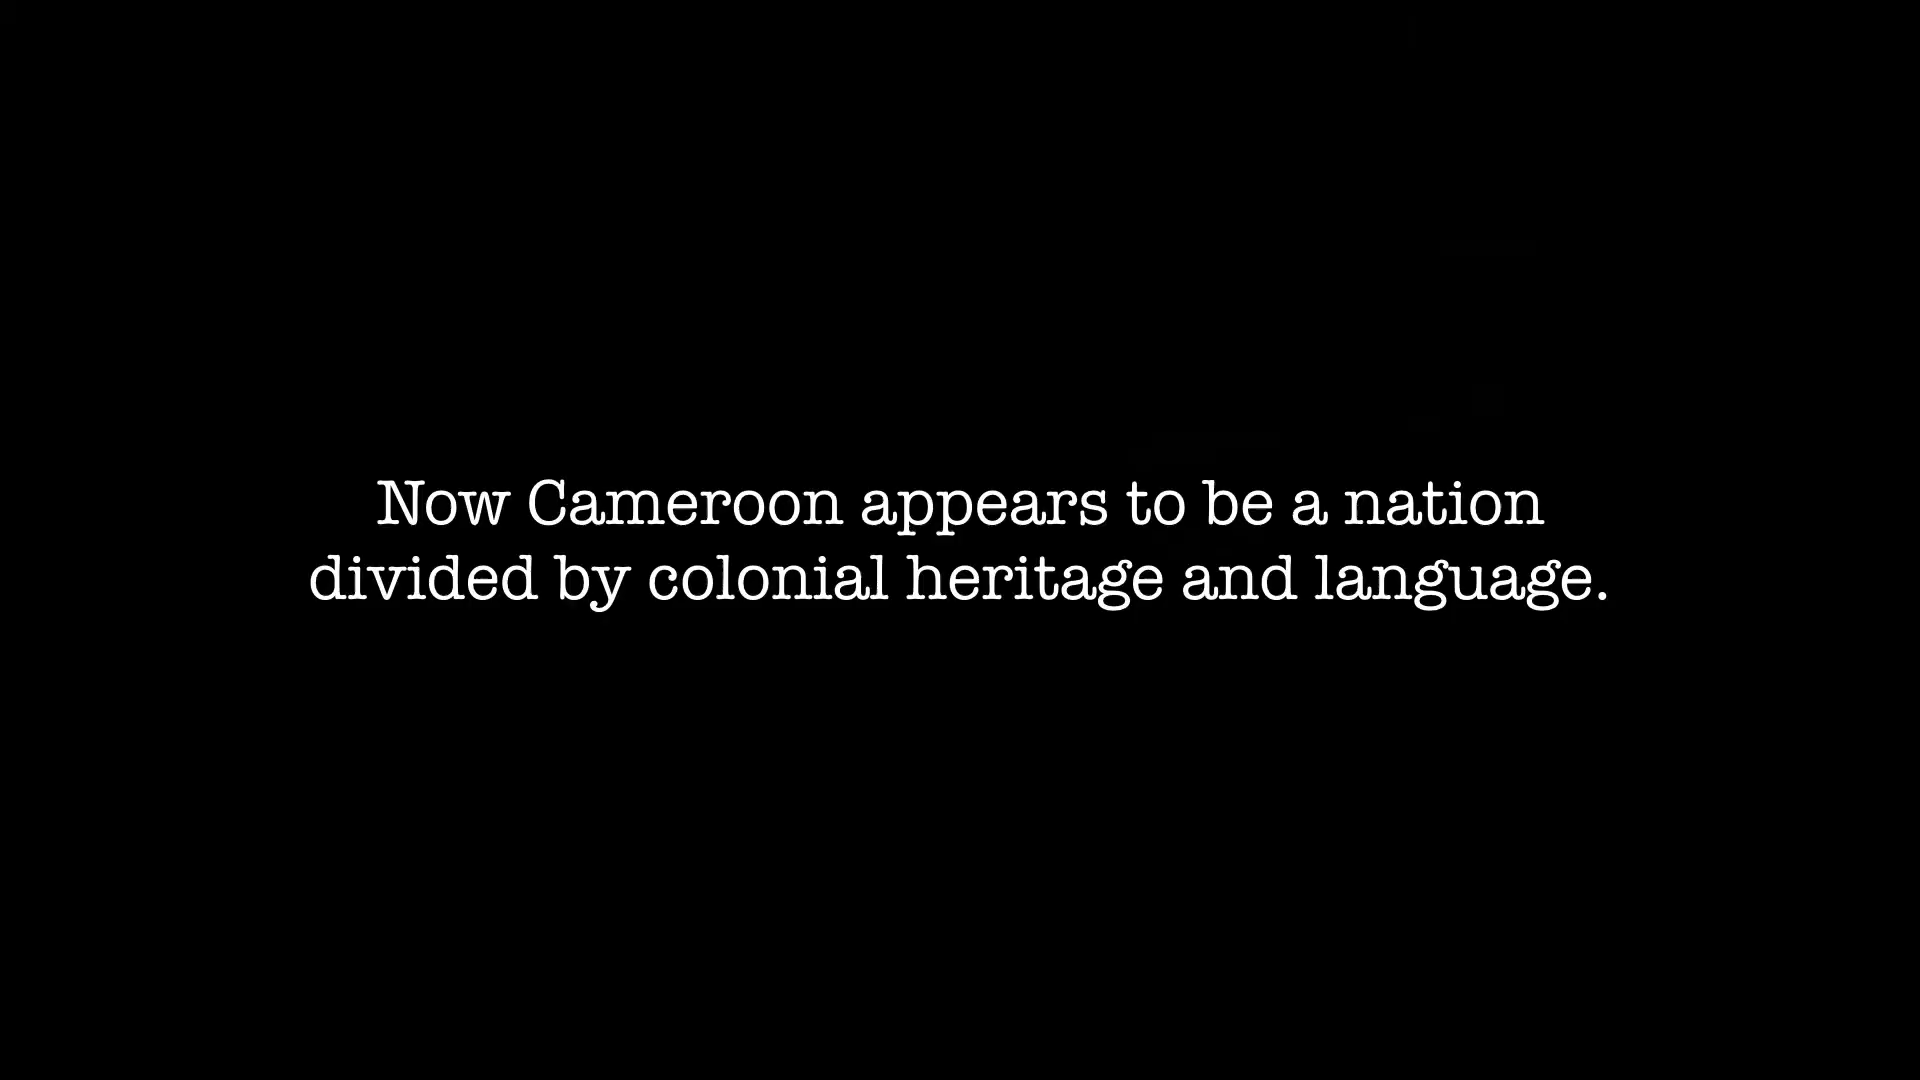 Now Cameroon appears to be a nation
divided by colonial heritage and language.